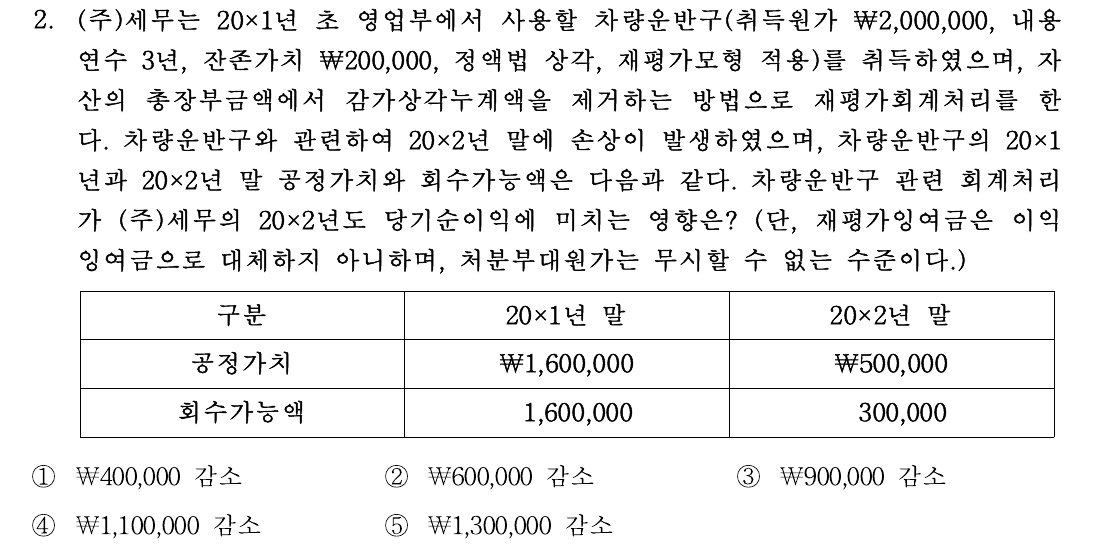 2. (주)세무는 20×1년 초 영업부에서 사용할 차량운반구(취득원가 ₩2,000,000, 내용
연수 3년, 잔존가치 ₩200,000, 정액법 상각, 재평가모형 적용)를 취득하였으며, 자
산의 총장부금액에서 감가상각누계액을 제거하는 방법으로 재평가회계처리를 한
다. 차량운반구와 관련하여 20×2년 말에 손상이 발생하였으며, 차량운반구의 20×1
년과 20×2년 말 공정가치와 회수가능액은 다음과 같다. 차량운반구 관련 회계처리
가 (주)세무의 20×2년도 당기순이익에 미치는 영향은? (단, 재평가잉여금은 이익
잉여금으로 대체하지 아니하며, 처분부대원가는 무시할 수 없는 수준이다.)
구분 20×1년 말 20×2년 말
공정가치 ₩1,600,000 ₩500,000
회수가능액 1,600,000 300,000
① ₩400,000 감소 ② ₩600,000 감소 ③ ₩900,000 감소
④ ₩1,100,000 감소 ⑤ ₩1,300,000 감소